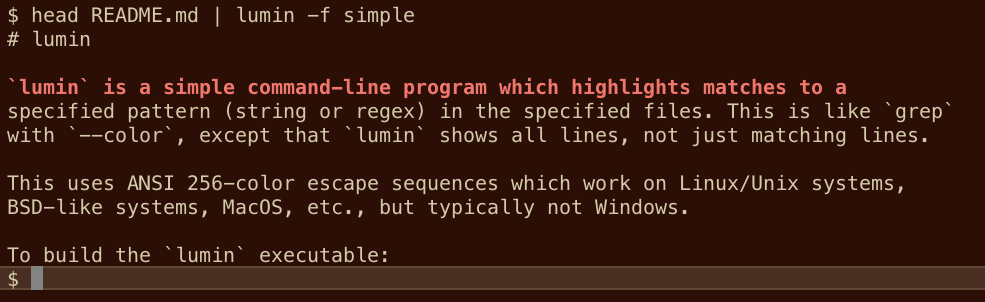 $ head README.md | lumin -f simple
# lumin
`lumin` is a simple command-line program which highlights matches to a
specified pattern (string or regex) in the specified files. This is like `grep`
with `--color`, except that `lumin` shows all lines, not just matching lines.
This uses ANSI 256-color escape sequences which work on Linux/Unix systems,
BSD-like systems, MacOS, etc., but typically not Windows.
To build the `lumin` executable:
$